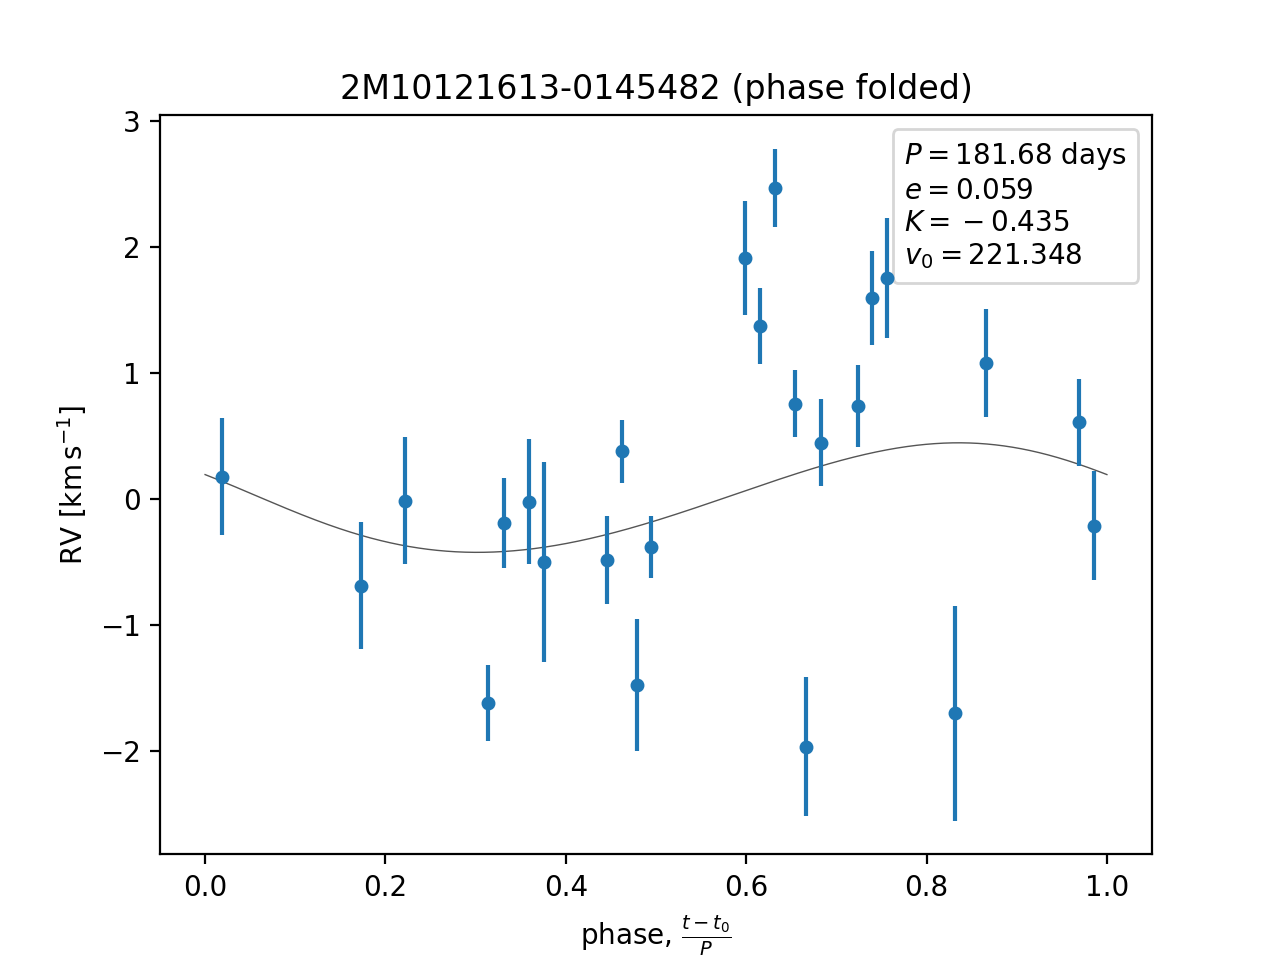 2M10121613-0145482 (phase folded)
P = 181.68 days
e = 0.059
K = −0.435
v₀ = 221.348
RV [km s⁻¹]
3
2
1
0
−1
−2
0.0 0.2 0.4 0.6 0.8 1.0
phase, (t − t₀)/P